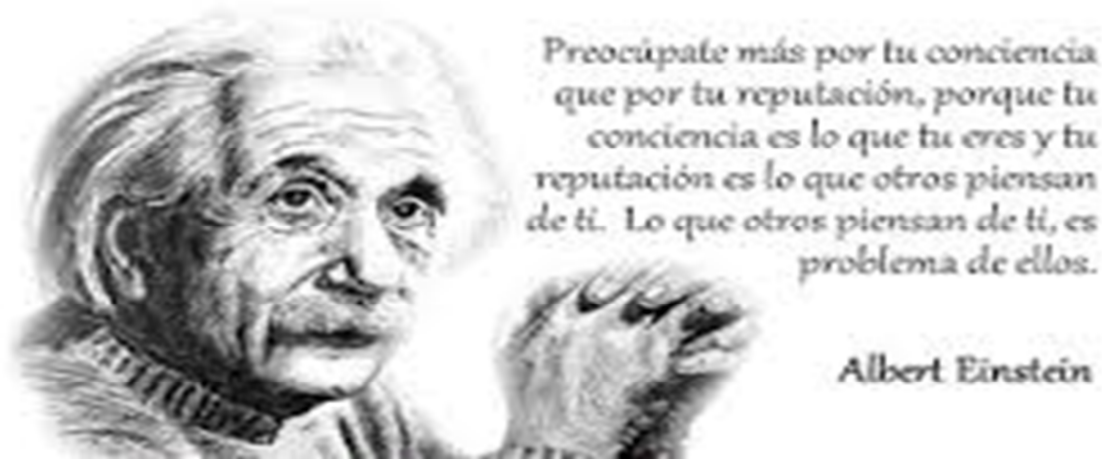 Preocúpate más por tu conciencia
que por tu reputación, porque tu
conciencia es lo que tu eres y tu
reputación es lo que otros piensan
de ti. Lo que otros piensan de ti, es
problema de ellos.
Albert Einstein